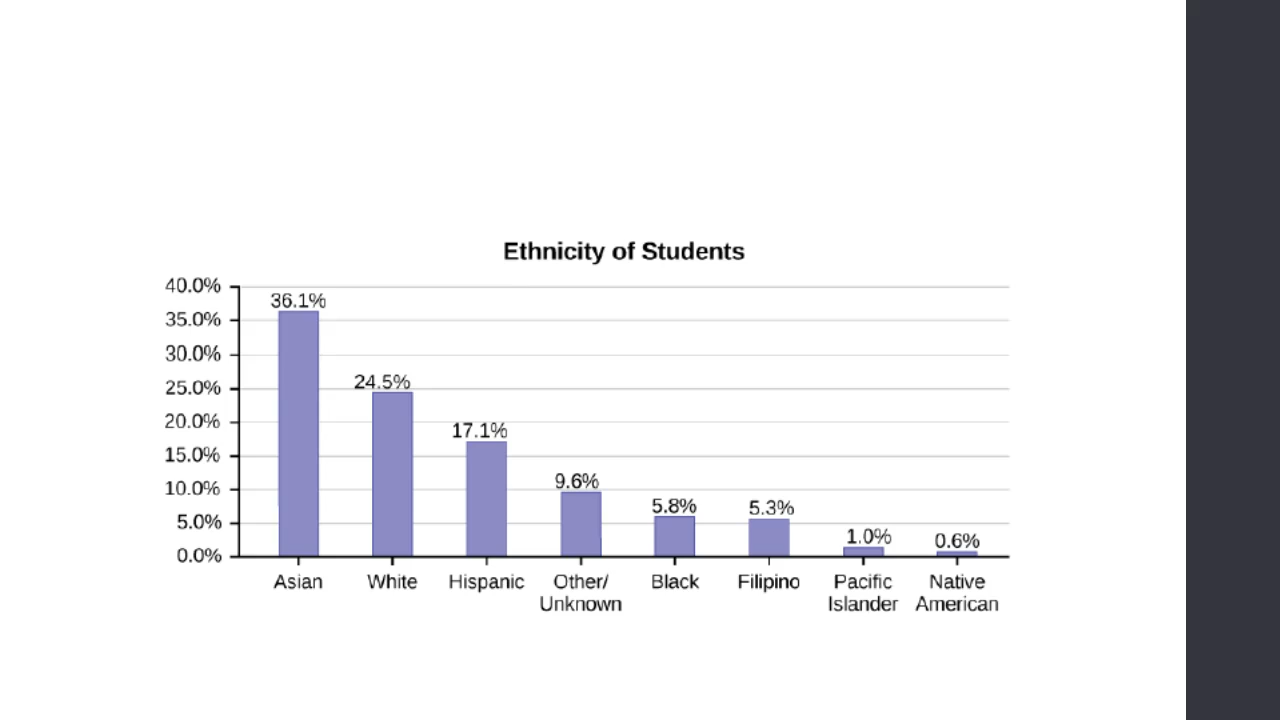 Ethnicity of Students
40.0%
35.0%
30.0%
25.0%
20.0%
15.0%
10.0%
5.0%
0.0%
36.1%
24.5%
17.1%
9.6%
5.8%
5.3%
1.0%
0.6%
Asian
White
Hispanic
Other/
Unknown
Black
Filipino
Pacific
Islander
Native
American